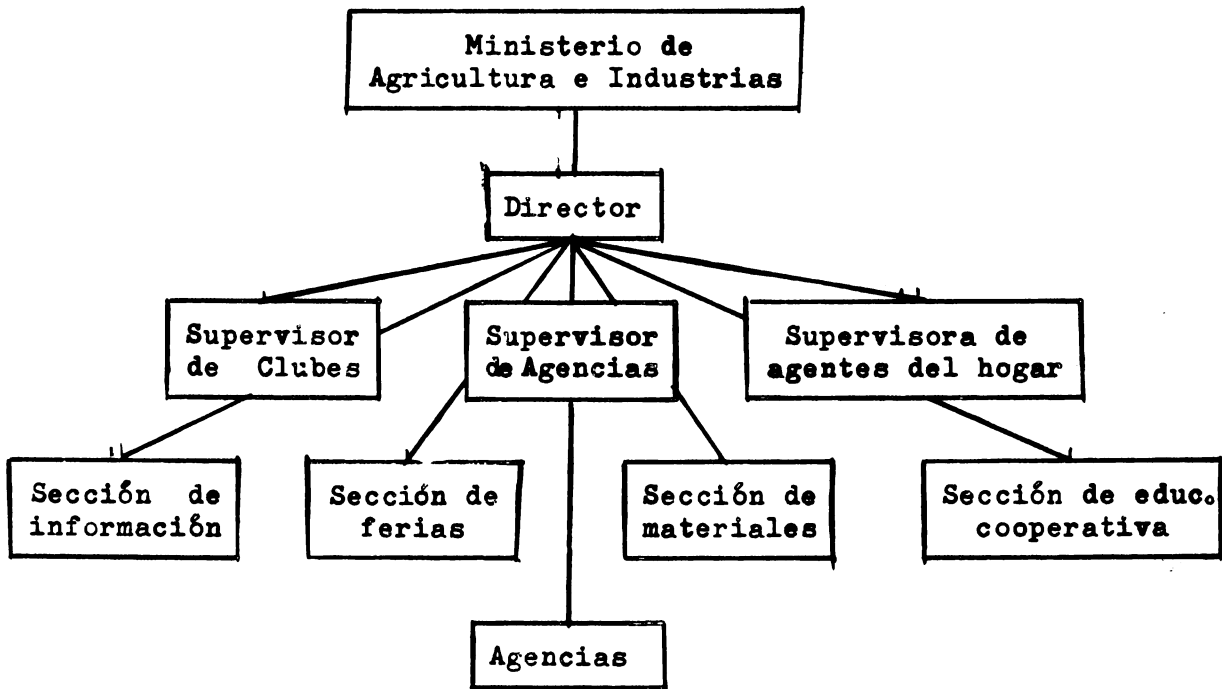 Ministerio de
Agricultura e Industrias
Director
Supervisor
de Clubes
Supervisor
de Agencias
Supervisora de
agentes del hogar
Sección de
información
Sección de
ferias
Sección de
materiales
Sección de educ.
cooperativa
Agencias